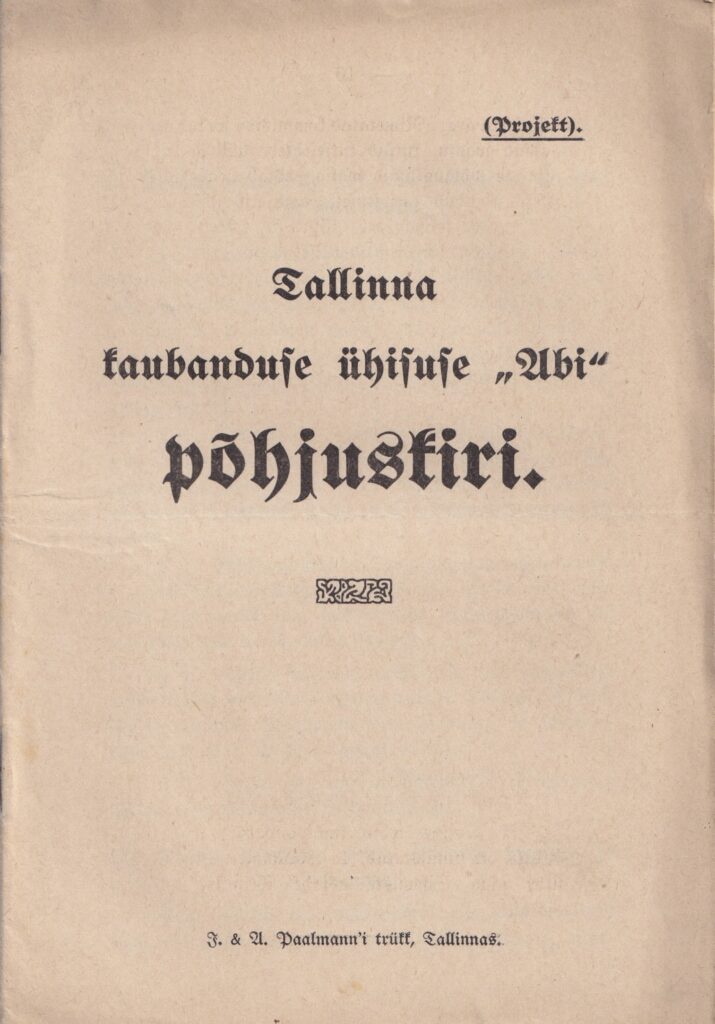 (Projekt).
Tallinna
kaubanduse ühisuse „Abi“
põhjuskiri.
J. & A. Paalmann'i trükk, Tallinnas.